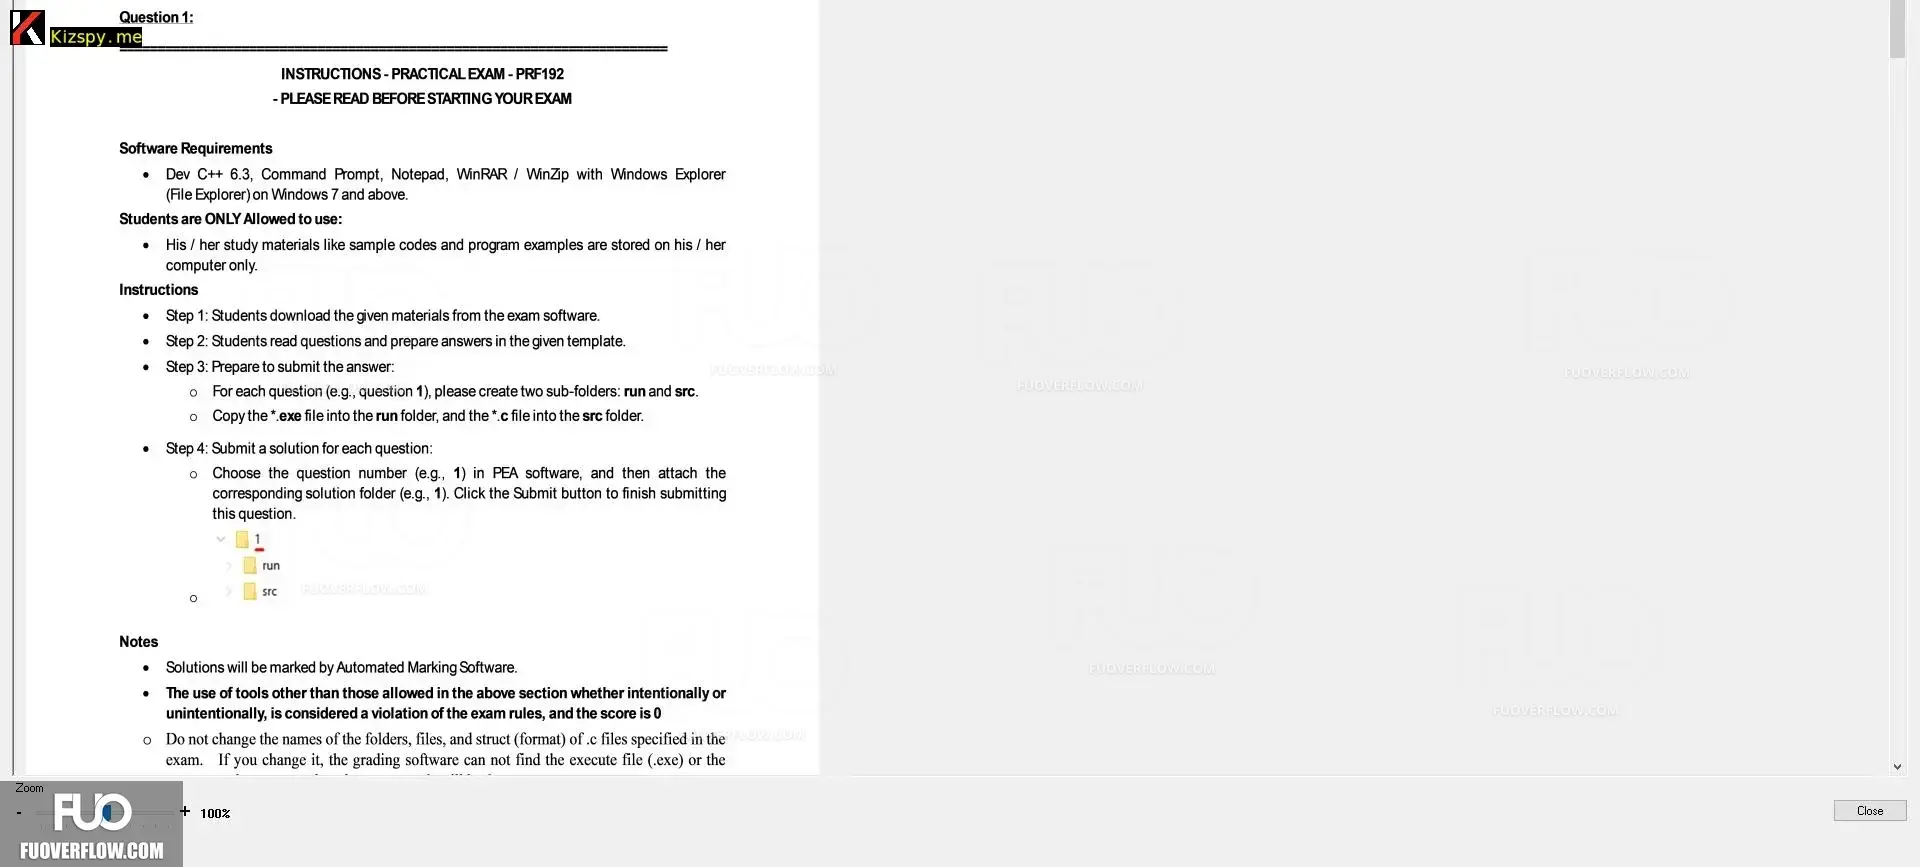 Question 1:
Kizspy.me
INSTRUCTIONS - PRACTICAL EXAM - PRF192
- PLEASE READ BEFORE STARTING YOUR EXAM
Software Requirements
• Dev C++ 6.3, Command Prompt, Notepad, WinRAR / WinZip with Windows Explorer
(File Explorer) on Windows 7 and above.
Students are ONLY Allowed to use:
• His / her study materials like sample codes and program examples are stored on his / her
computer only.
Instructions
• Step 1: Students download the given materials from the exam software.
• Step 2: Students read questions and prepare answers in the given template.
• Step 3: Prepare to submit the answer:
o For each question (e.g., question 1), please create two sub-folders: run and src.
o Copy the *.exe file into the run folder, and the *.c file into the src folder.
• Step 4: Submit a solution for each question:
o Choose the question number (e.g., 1) in PEA software, and then attach the
corresponding solution folder (e.g., 1). Click the Submit button to finish submitting
this question.
1
run
src
o
Notes
• Solutions will be marked by Automated Marking Software.
• The use of tools other than those allowed in the above section whether intentionally or
unintentionally, is considered a violation of the exam rules, and the score is 0
o Do not change the names of the folders, files, and struct (format) of .c files specified in the
exam. If you change it, the grading software can not find the execute file (.exe) or the
FUOVERFLOW.COM
FUOVERFLOW.COM
FUOVERFLOW.COM
FUOVERFLOW.COM
FUOVERFLOW.COM
FUOVERFLOW.COM
FUOVERFLOW.COM
Zoom
- + 100%
Close
FUO
FUOVERFLOW.COM